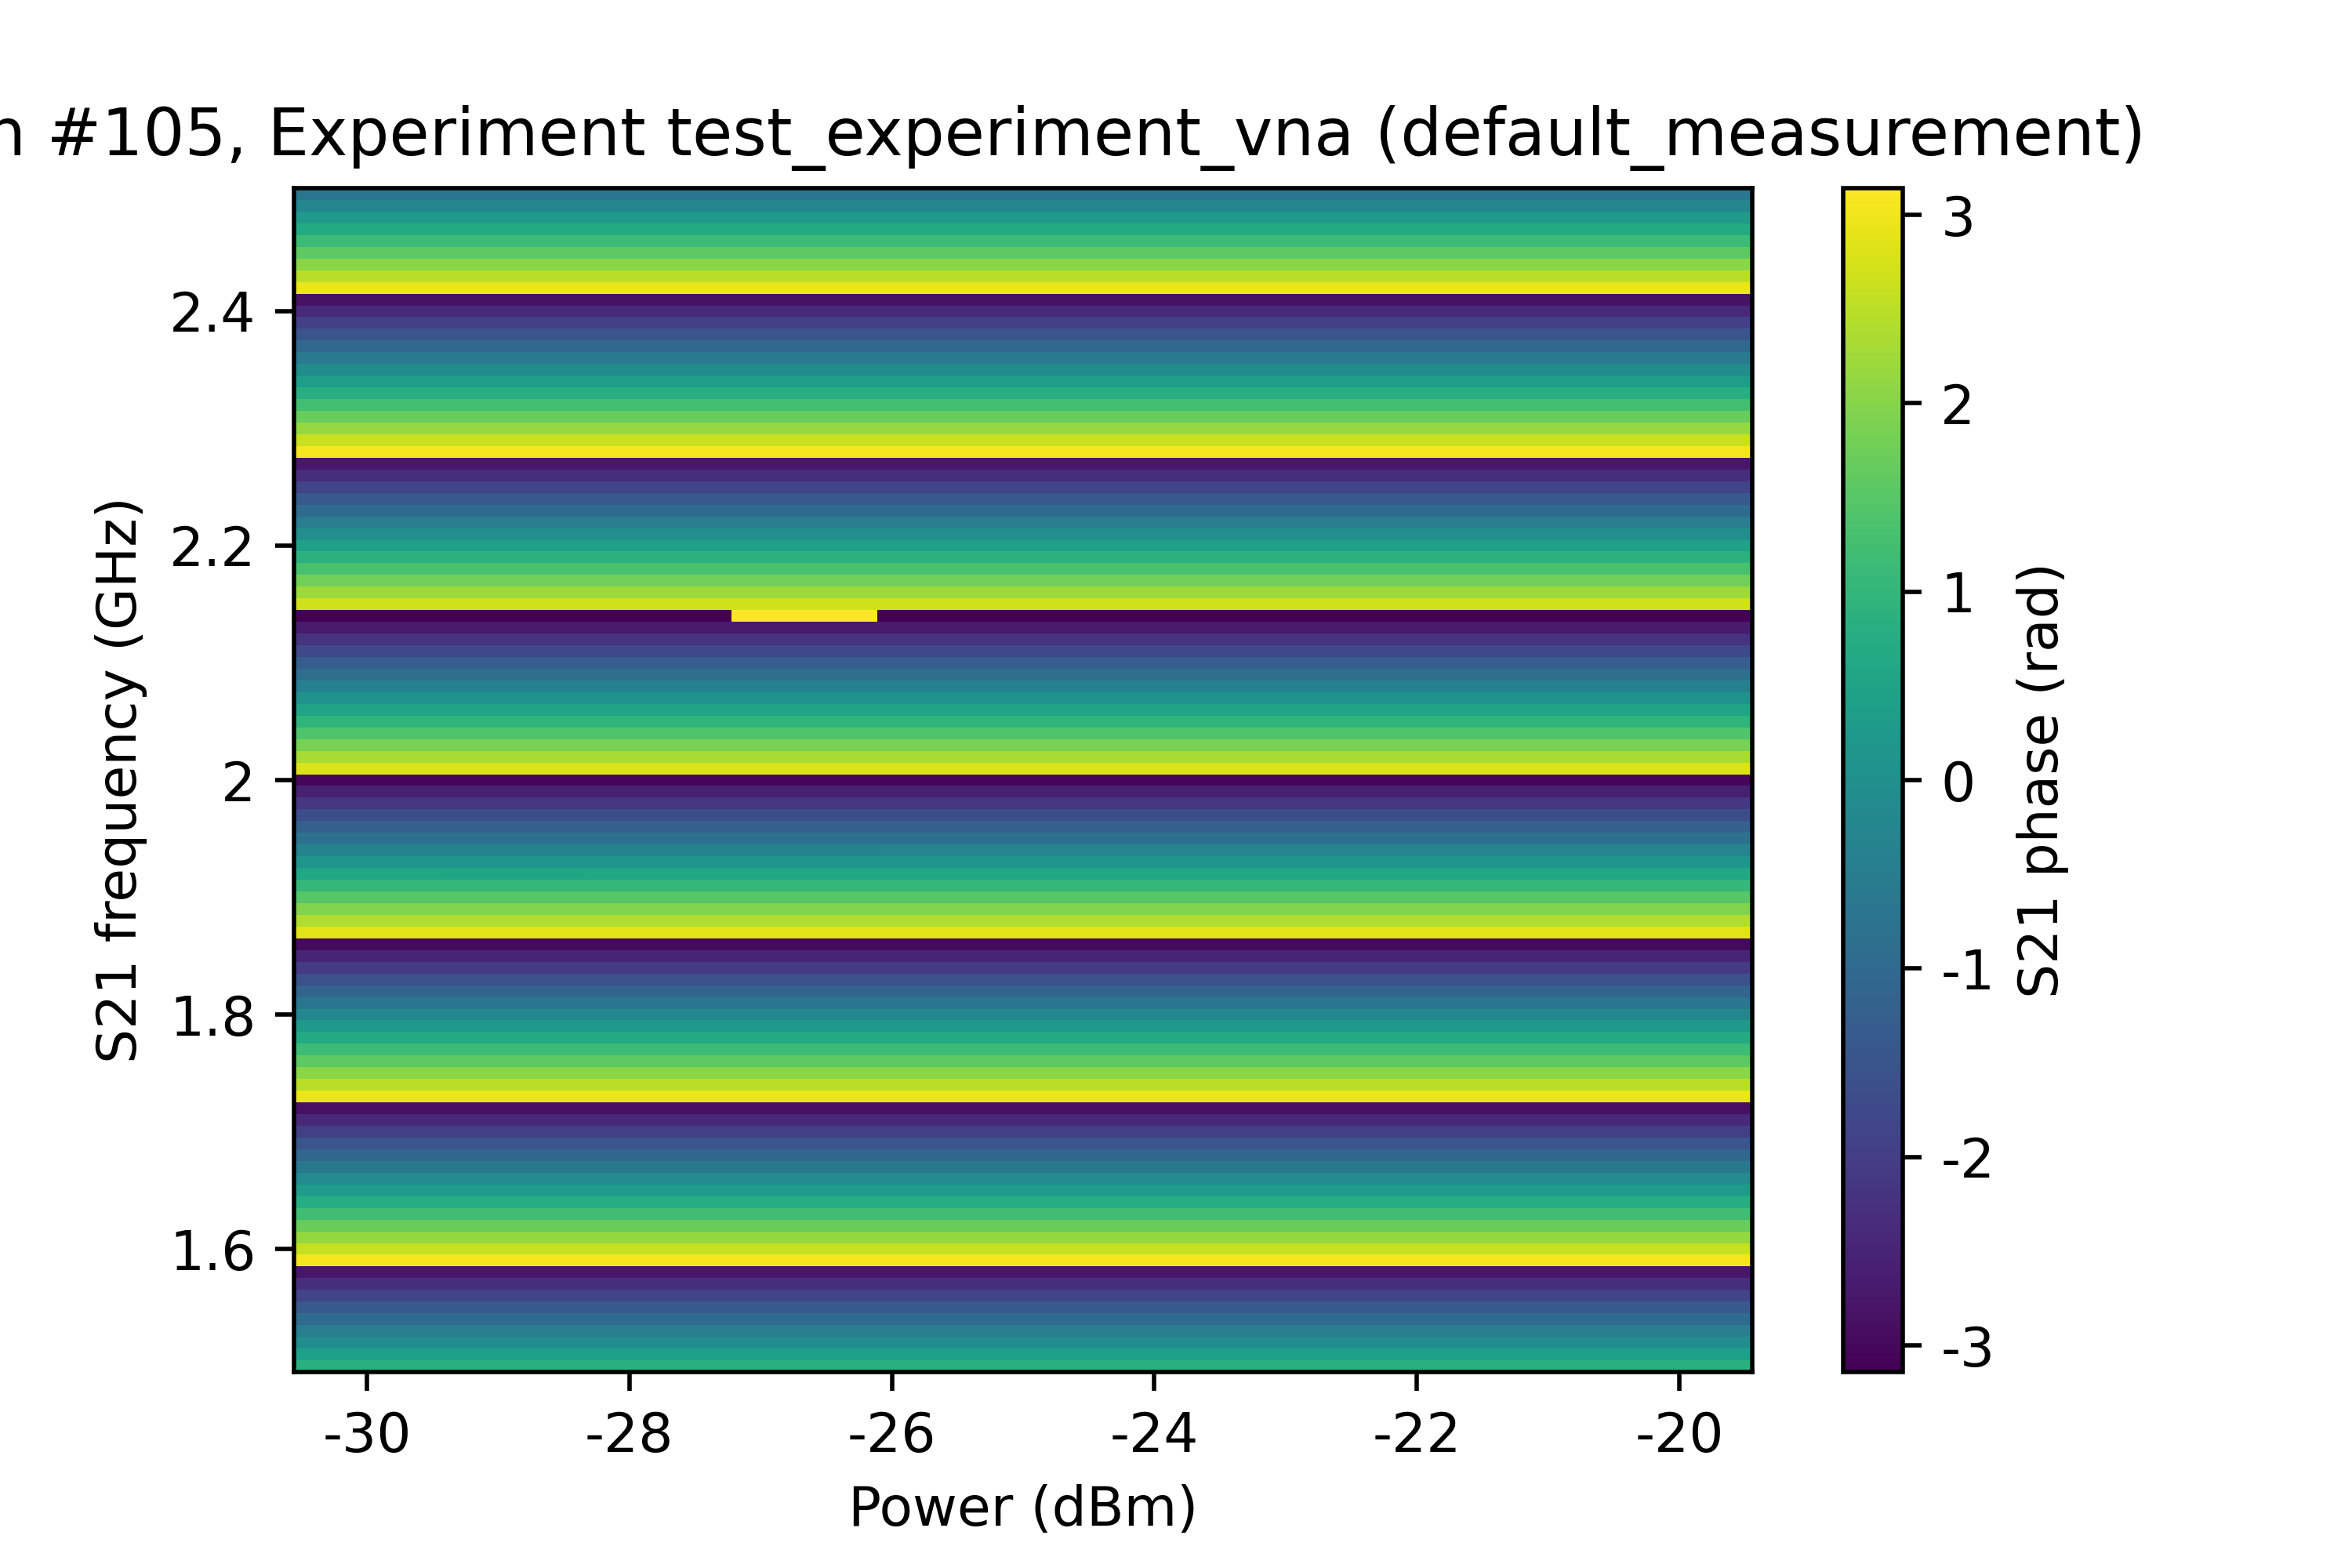 #105, Experiment test_experiment_vna (default_measurement)
S21 frequency (GHz)
2.4
2.2
2
1.8
1.6
-30 -28 -26 -24 -22 -20
Power (dBm)
3
2
1
0
-1
-2
-3
S21 phase (rad)